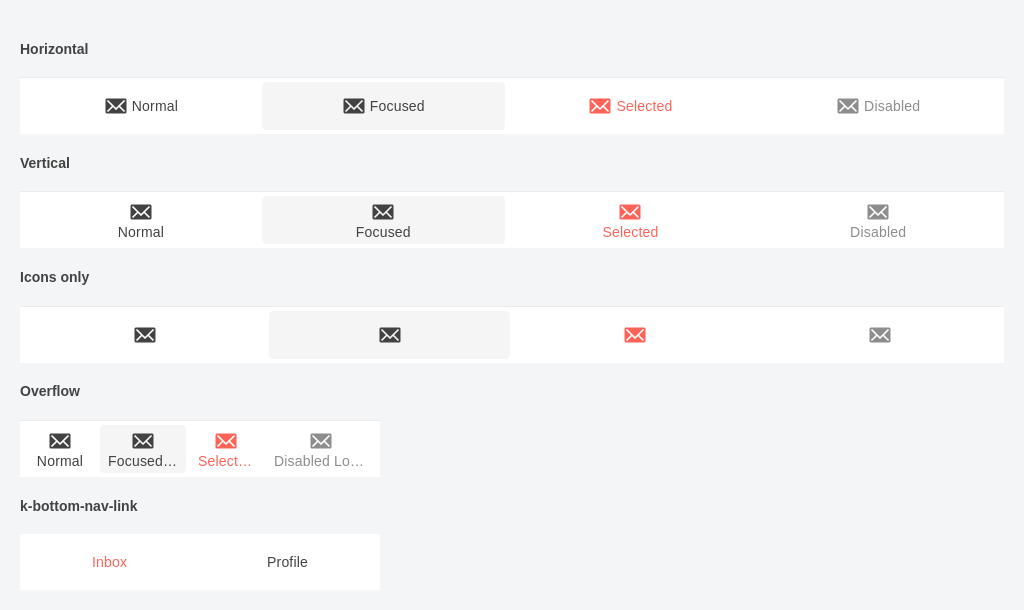 Horizontal
Normal Focused Selected Disabled
Vertical
Normal Focused Selected Disabled
Icons only
Overflow
Normal Focused… Select… Disabled Lo…
k-bottom-nav-link
Inbox Profile